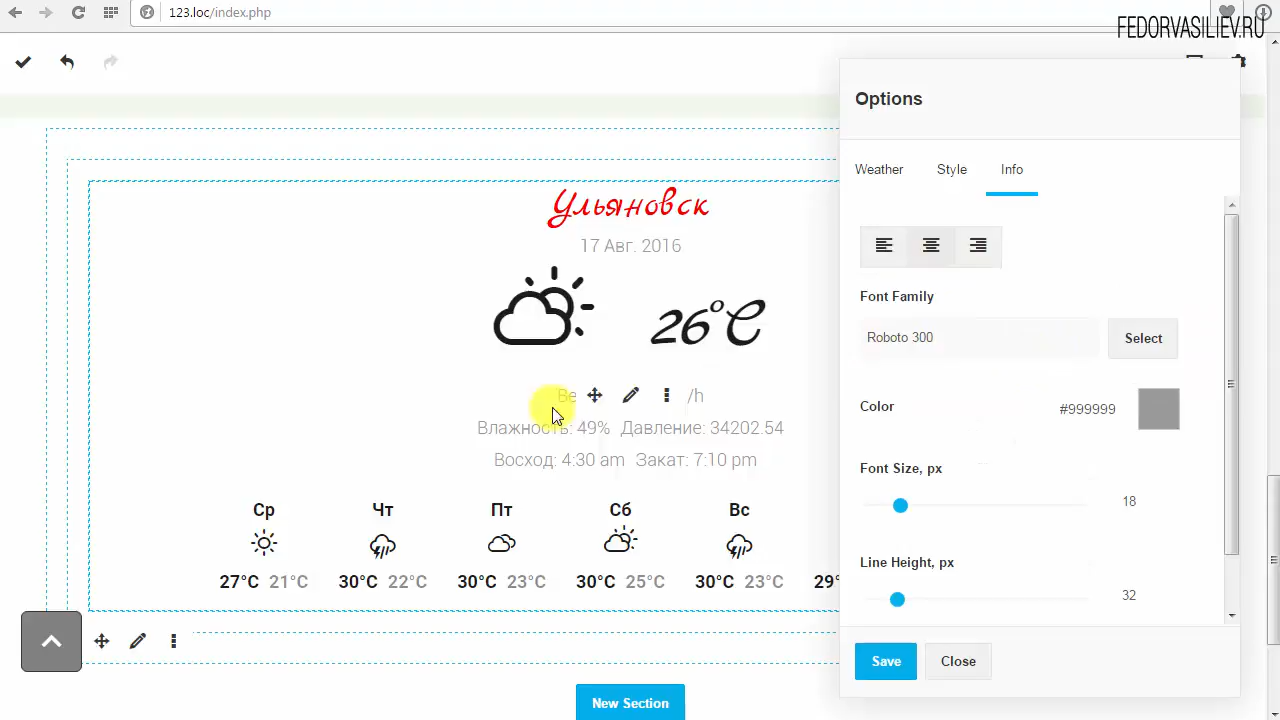 123.loc/index.php
FEDORVASILIEV.RU
Options
Weather Style Info
Ульяновск
17 Авг. 2016
26°C
Font Family
Roboto 300 Select
Ве /h
Color #999999
Влажность: 49% Давление: 34202.54
Восход: 4:30 am Закат: 7:10 pm
Font Size, px
18
Ср Чт Пт Сб Вс
27°C 21°C 30°C 22°C 30°C 23°C 30°C 25°C 30°C 23°C 29°
Line Height, px
32
Save Close
New Section